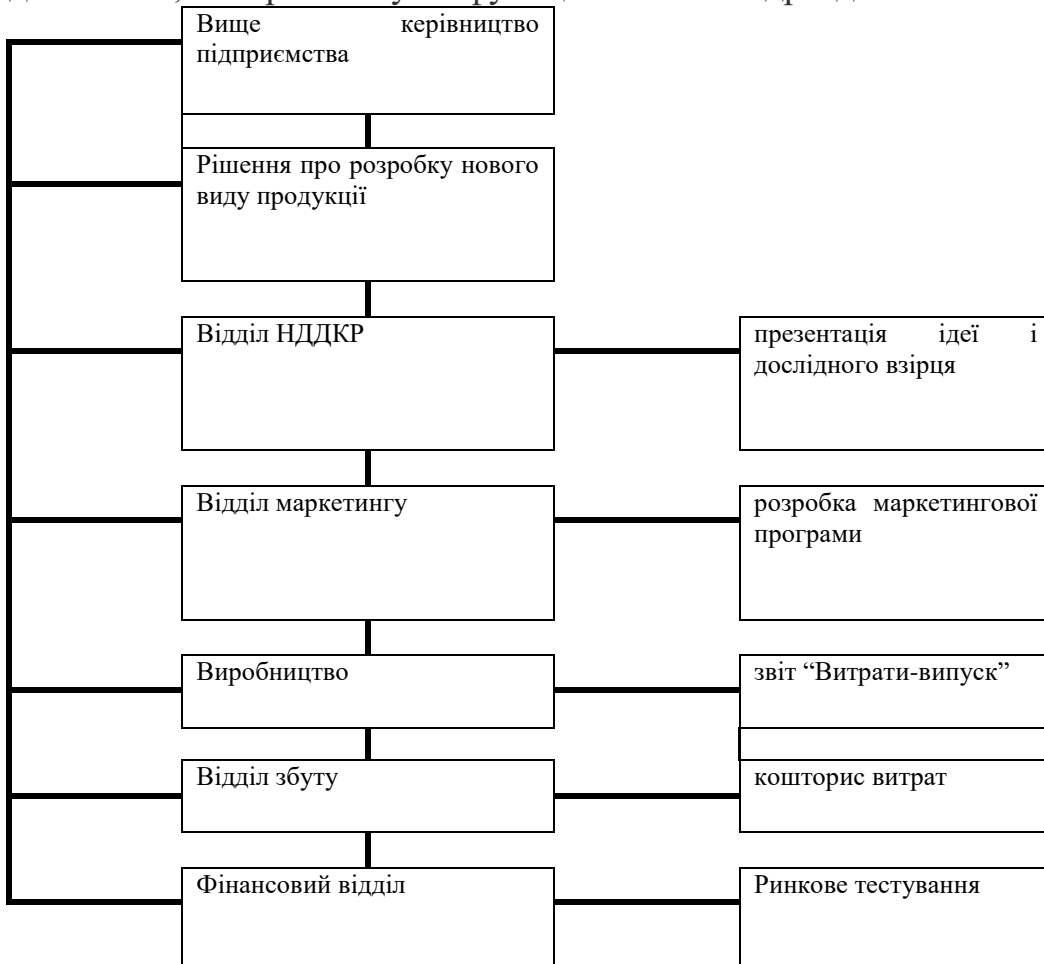 Вище керівництво
підприємства
Рішення про розробку нового
виду продукції
Відділ НДДКР
презентація ідеї і
дослідного взірця
Відділ маркетингу
розробка маркетингової
програми
Виробництво
звіт “Витрати-випуск”
Відділ збуту
кошторис витрат
Фінансовий відділ
Ринкове тестування